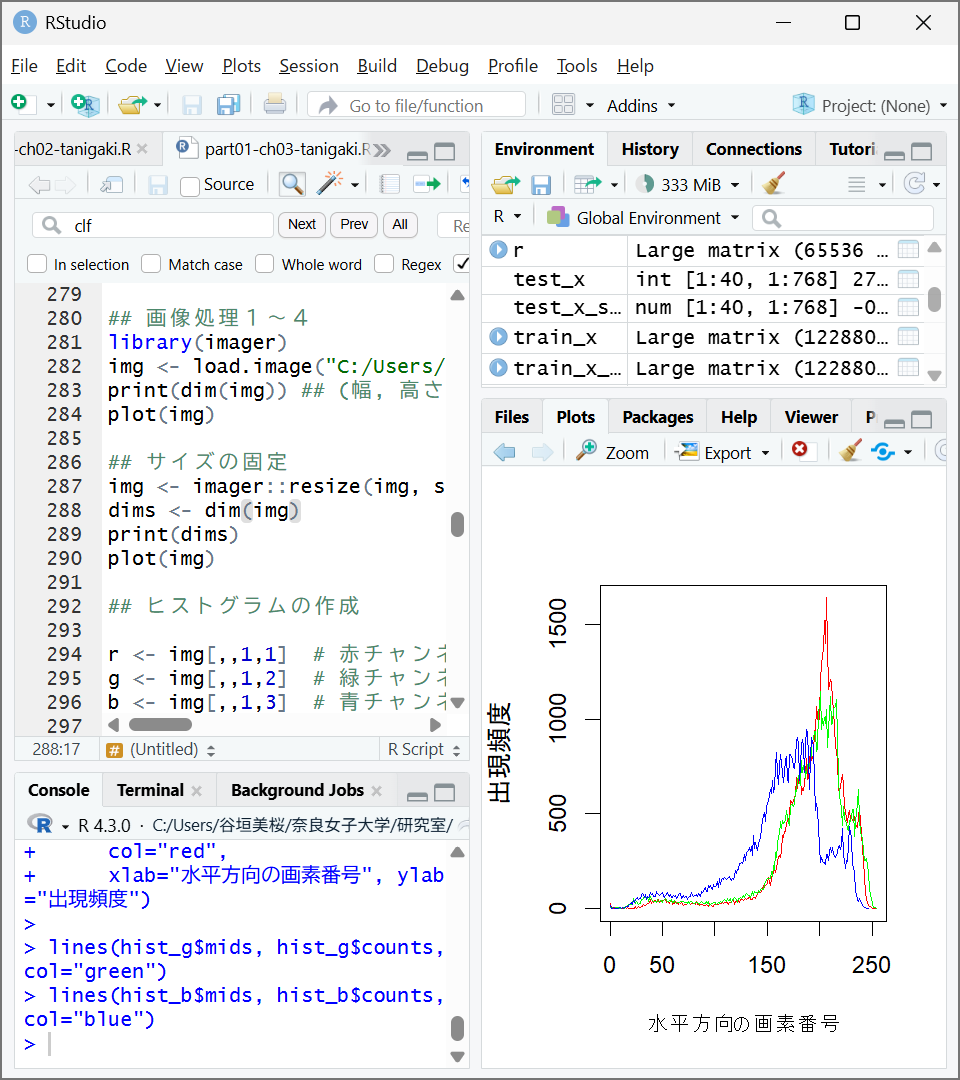 RStudio
File Edit Code View Plots Session Build Debug Profile Tools Help
Go to file/function Addins Project: (None)
-ch02-tanigaki.R part01-ch03-tanigaki.R
Source
clf Next Prev All Re
In selection Match case Whole word Regex
279
280 ## 画像処理１～４
281 library(imager)
282 img <- load.image("C:/Users/
283 print(dim(img)) ## (幅, 高さ
284 plot(img)
285
286 ## サイズの固定
287 img <- imager::resize(img, s
288 dims <- dim(img)
289 print(dims)
290 plot(img)
291
292 ## ヒストグラムの作成
293
294 r <- img[,,1,1] # 赤チャンネ
295 g <- img[,,1,2] # 緑チャンネ
296 b <- img[,,1,3] # 青チャンネ
297
288:17 # (Untitled) R Script
Console Terminal Background Jobs
R R 4.3.0 · C:/Users/谷垣美桜/奈良女子大学/研究室/
+ col="red",
+ xlab="水平方向の画素番号", ylab
="出現頻度")
>
> lines(hist_g$mids, hist_g$counts,
col="green")
> lines(hist_b$mids, hist_b$counts,
col="blue")
>
Environment History Connections Tutori
333 MiB
R Global Environment
r Large matrix (65536 …
test_x int [1:40, 1:768] 27…
test_x_s… num [1:40, 1:768] -0…
train_x Large matrix (122880…
train_x_… Large matrix (122880…
Files Plots Packages Help Viewer P
Zoom Export
出現頻度
1500
1000
500
0
0 50 150 250
水平方向の画素番号